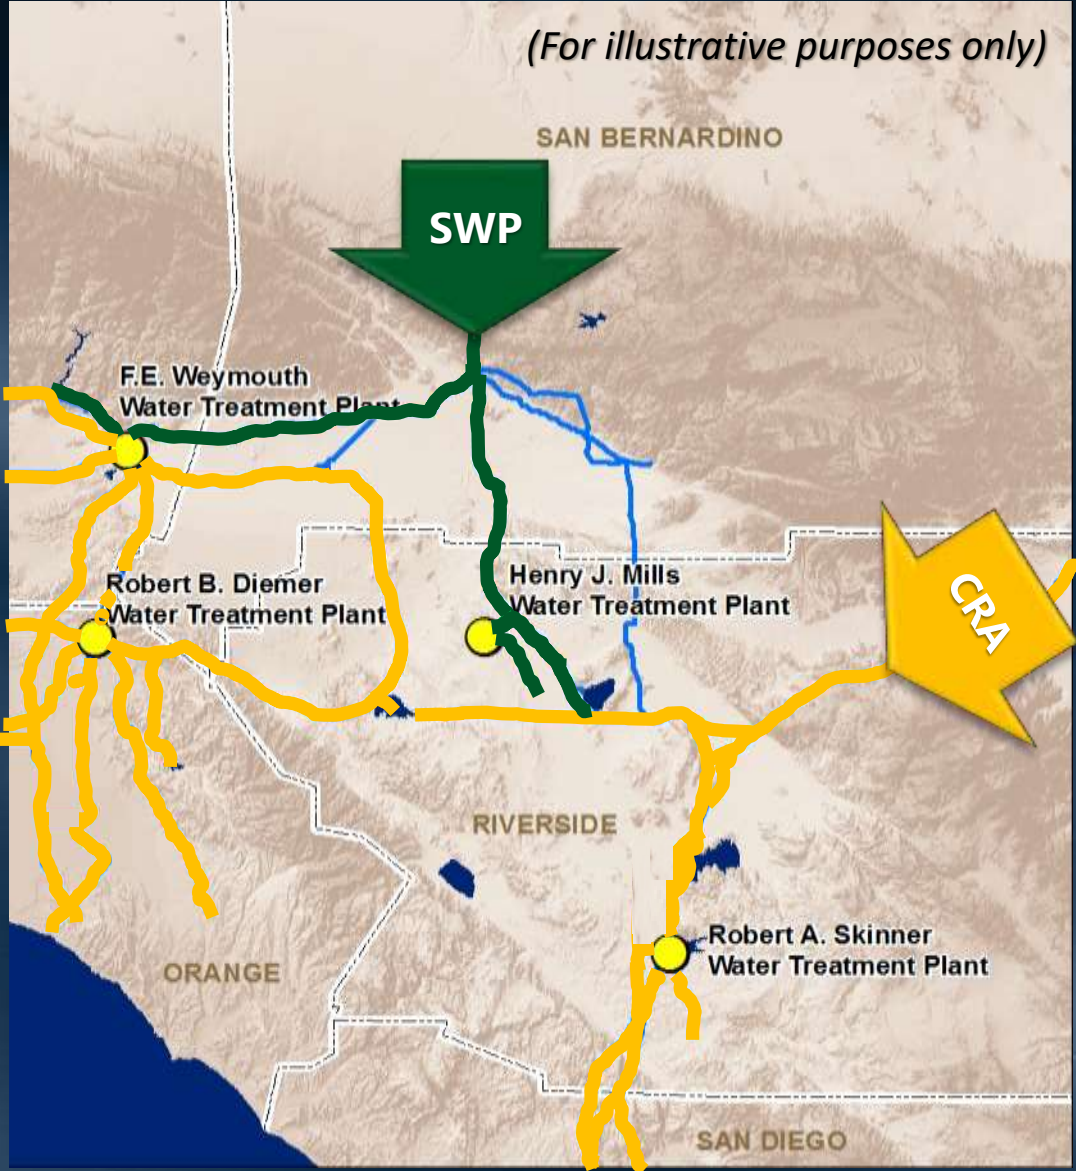 (For illustrative purposes only)
SAN BERNARDINO
SWP
F.E. Weymouth
Water Treatment Plant
CRA
Robert B. Diemer
Water Treatment Plant
Henry J. Mills
Water Treatment Plant
RIVERSIDE
Robert A. Skinner
Water Treatment Plant
ORANGE
SAN DIEGO